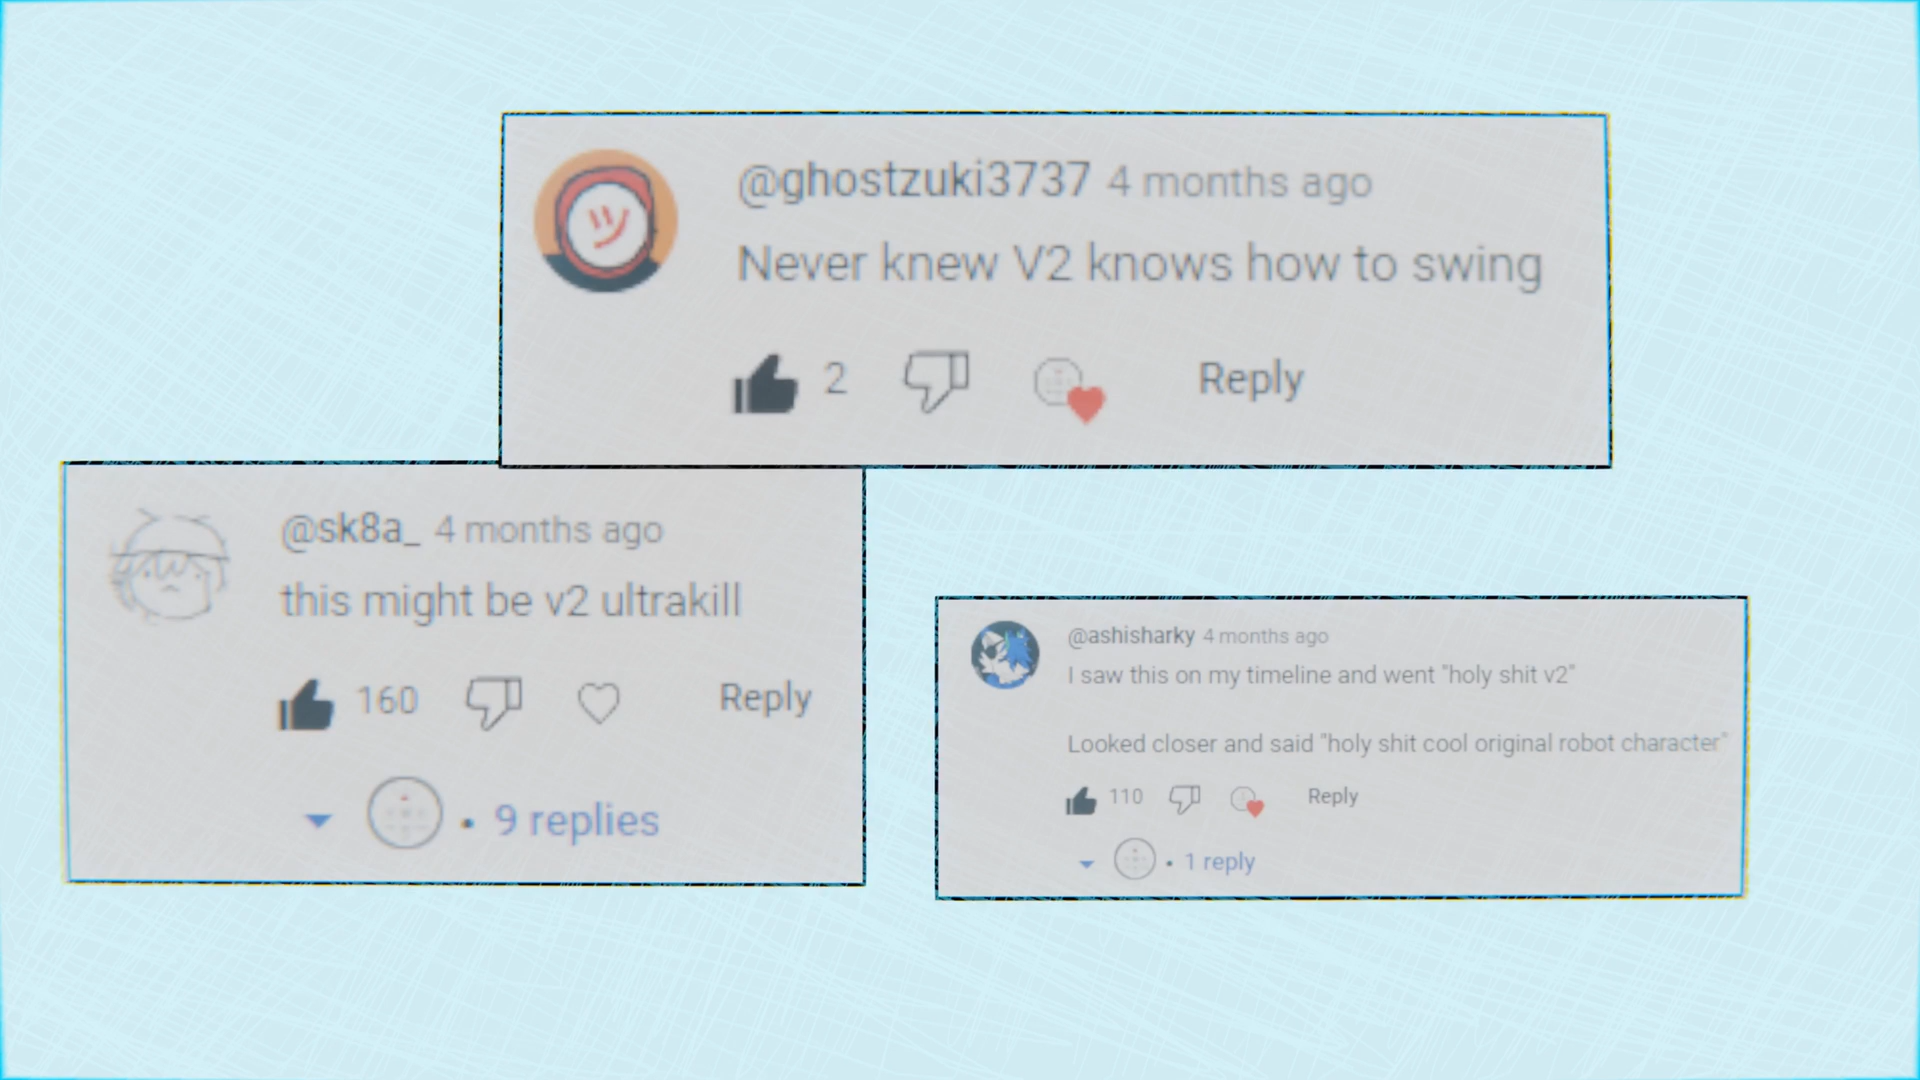 @ghostzuki3737 4 months ago
Never knew V2 knows how to swing
2 Reply
@sk8a_ 4 months ago
this might be v2 ultrakill
160 Reply
9 replies
@ashisharky 4 months ago
I saw this on my timeline and went "holy shit v2"
Looked closer and said "holy shit cool original robot character"
110 Reply
1 reply